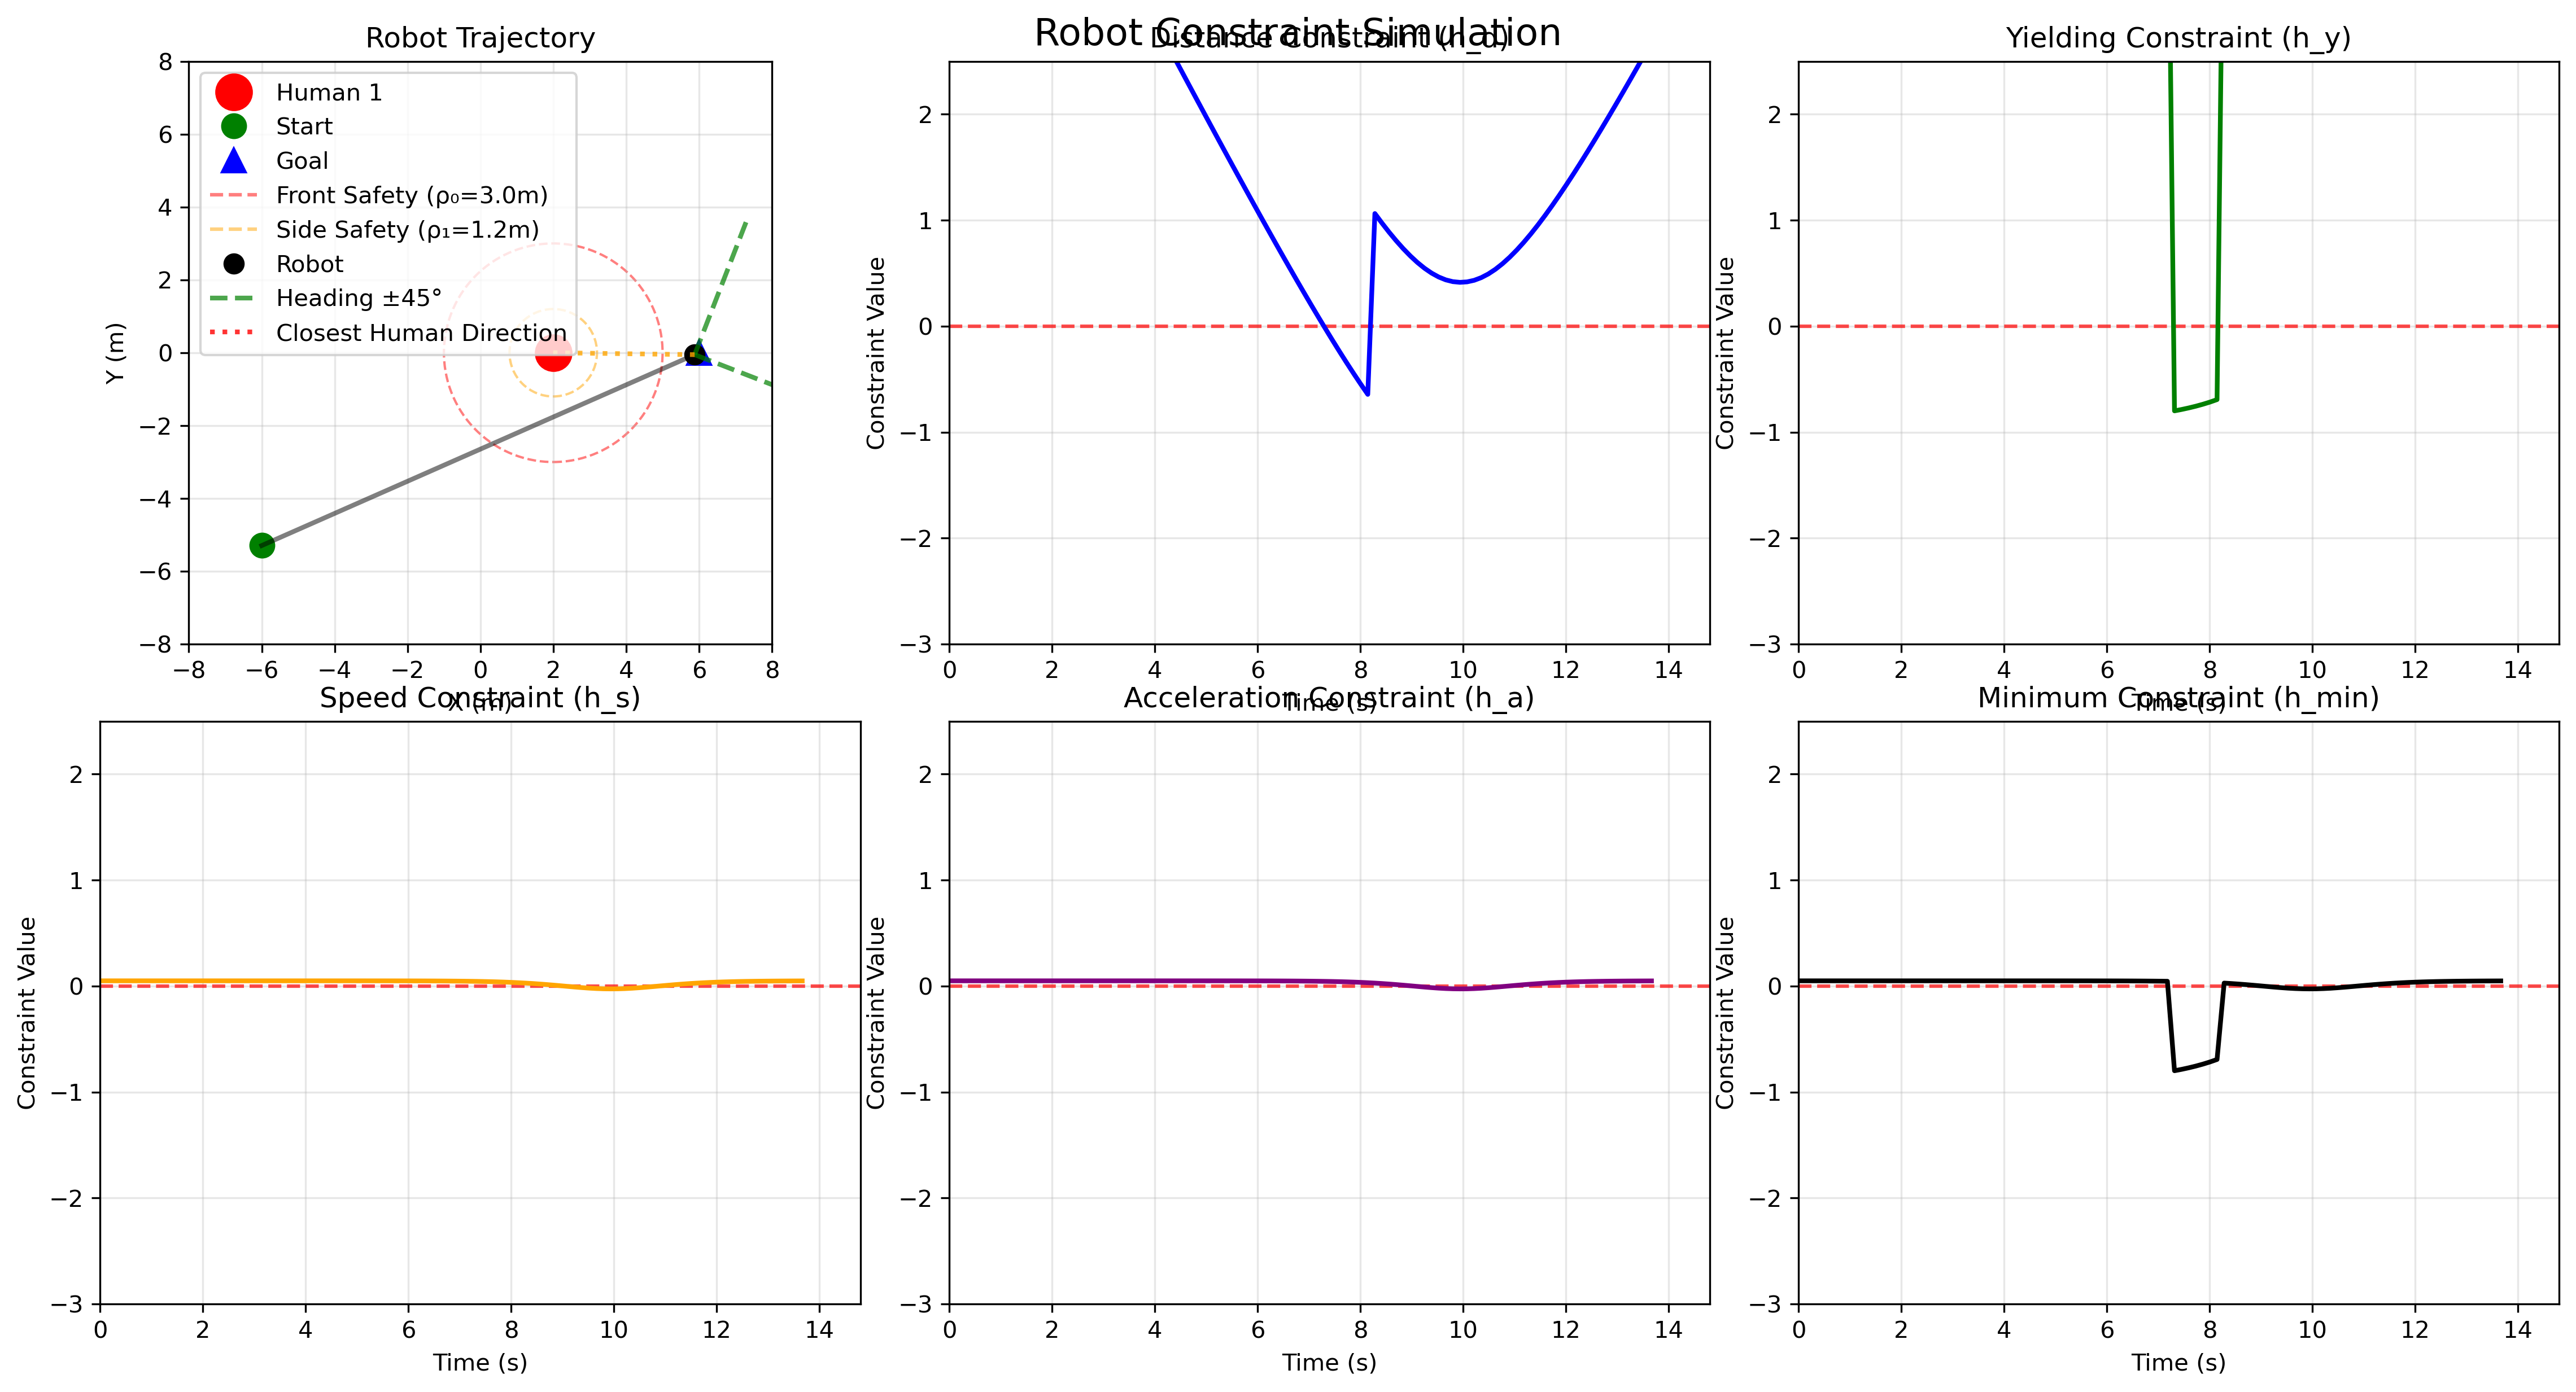 Robot Constraint Simulation
Robot Trajectory
Distance Constraint (h_d)
Yielding Constraint (h_y)
Human 1
Start
Goal
Front Safety (ρ₀=3.0m)
Side Safety (ρ₁=1.2m)
Robot
Heading ±45°
Closest Human Direction
Y (m)
8
6
4
2
0
−2
−4
−6
−8
−8 −6 −4 −2 0 2 4 6 8
X (m)
Constraint Value
2
1
0
−1
−2
−3
0 2 4 6 8 10 12 14
Time (s)
Constraint Value
2
1
0
−1
−2
−3
0 2 4 6 8 10 12 14
Time (s)
Speed Constraint (h_s)
Constraint Value
2
1
0
−1
−2
−3
0 2 4 6 8 10 12 14
Time (s)
Acceleration Constraint (h_a)
Constraint Value
2
1
0
−1
−2
−3
0 2 4 6 8 10 12 14
Time (s)
Minimum Constraint (h_min)
Constraint Value
2
1
0
−1
−2
−3
0 2 4 6 8 10 12 14
Time (s)